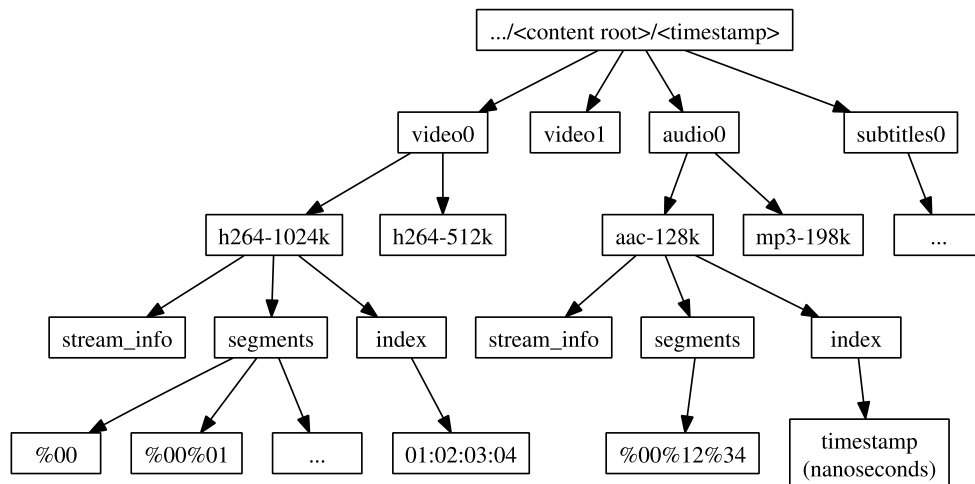 .../<content root>/<timestamp>
video0
video1
audio0
subtitles0
h264-1024k
h264-512k
aac-128k
mp3-198k
...
stream_info
segments
index
stream_info
segments
index
%00
%00%01
...
01:02:03:04
%00%12%34
timestamp
(nanoseconds)